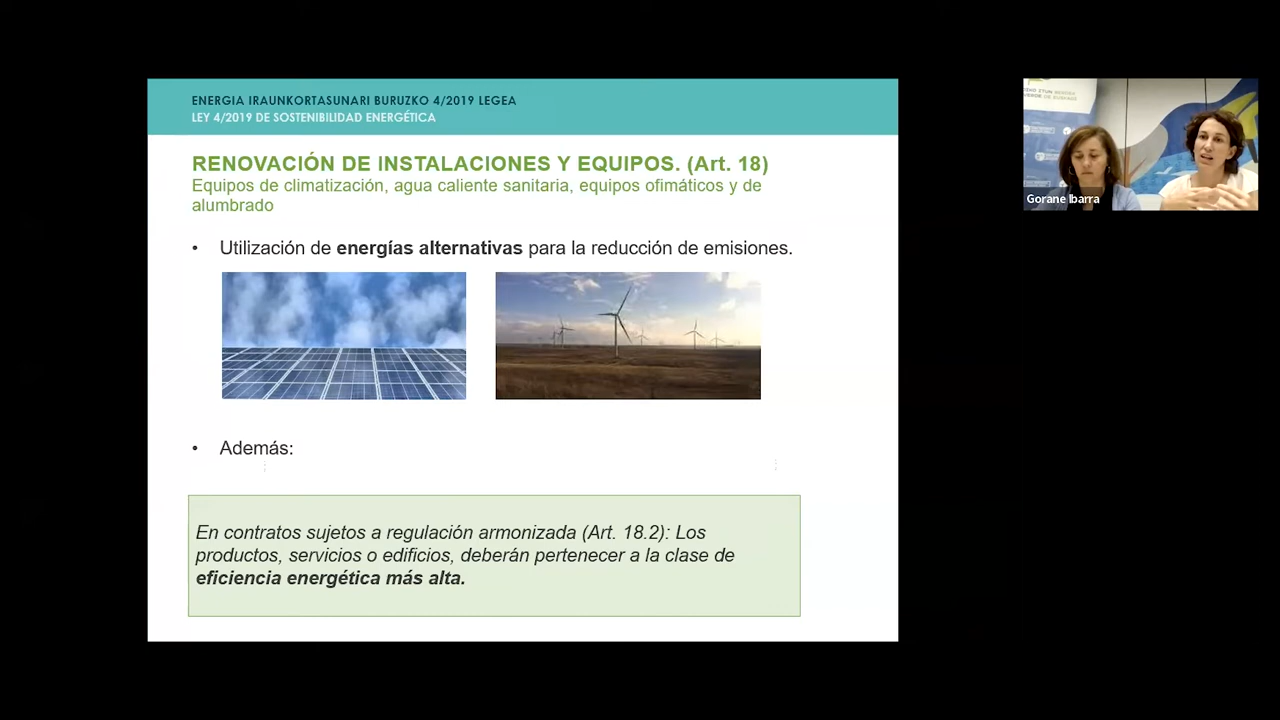 ENERGIA IRAUNKORTASUNARI BURUZKO 4/2019 LEGEA
LEY 4/2019 DE SOSTENIBILIDAD ENERGÉTICA
RENOVACIÓN DE INSTALACIONES Y EQUIPOS. (Art. 18)
Equipos de climatización, agua caliente sanitaria, equipos ofimáticos y de
alumbrado
• Utilización de energías alternativas para la reducción de emisiones.
• Además:
En contratos sujetos a regulación armonizada (Art. 18.2): Los
productos, servicios o edificios, deberán pertenecer a la clase de
eficiencia energética más alta.
Gorane Ibarra